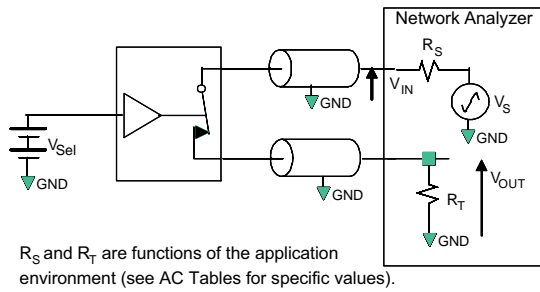 Network Analyzer
R_S
V_IN
GND
V_S
GND
V_Sel
GND
GND
R_T
V_OUT
GND
R_S and R_T are functions of the application
environment (see AC Tables for specific values).